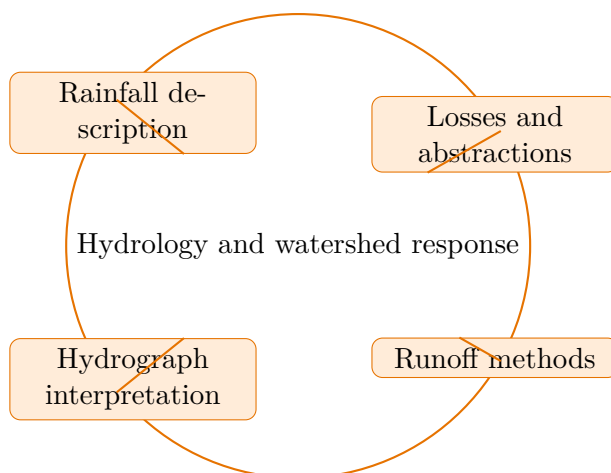 Rainfall de-
scription
Losses and
abstractions
Hydrology and watershed response
Hydrograph
interpretation
Runoff methods